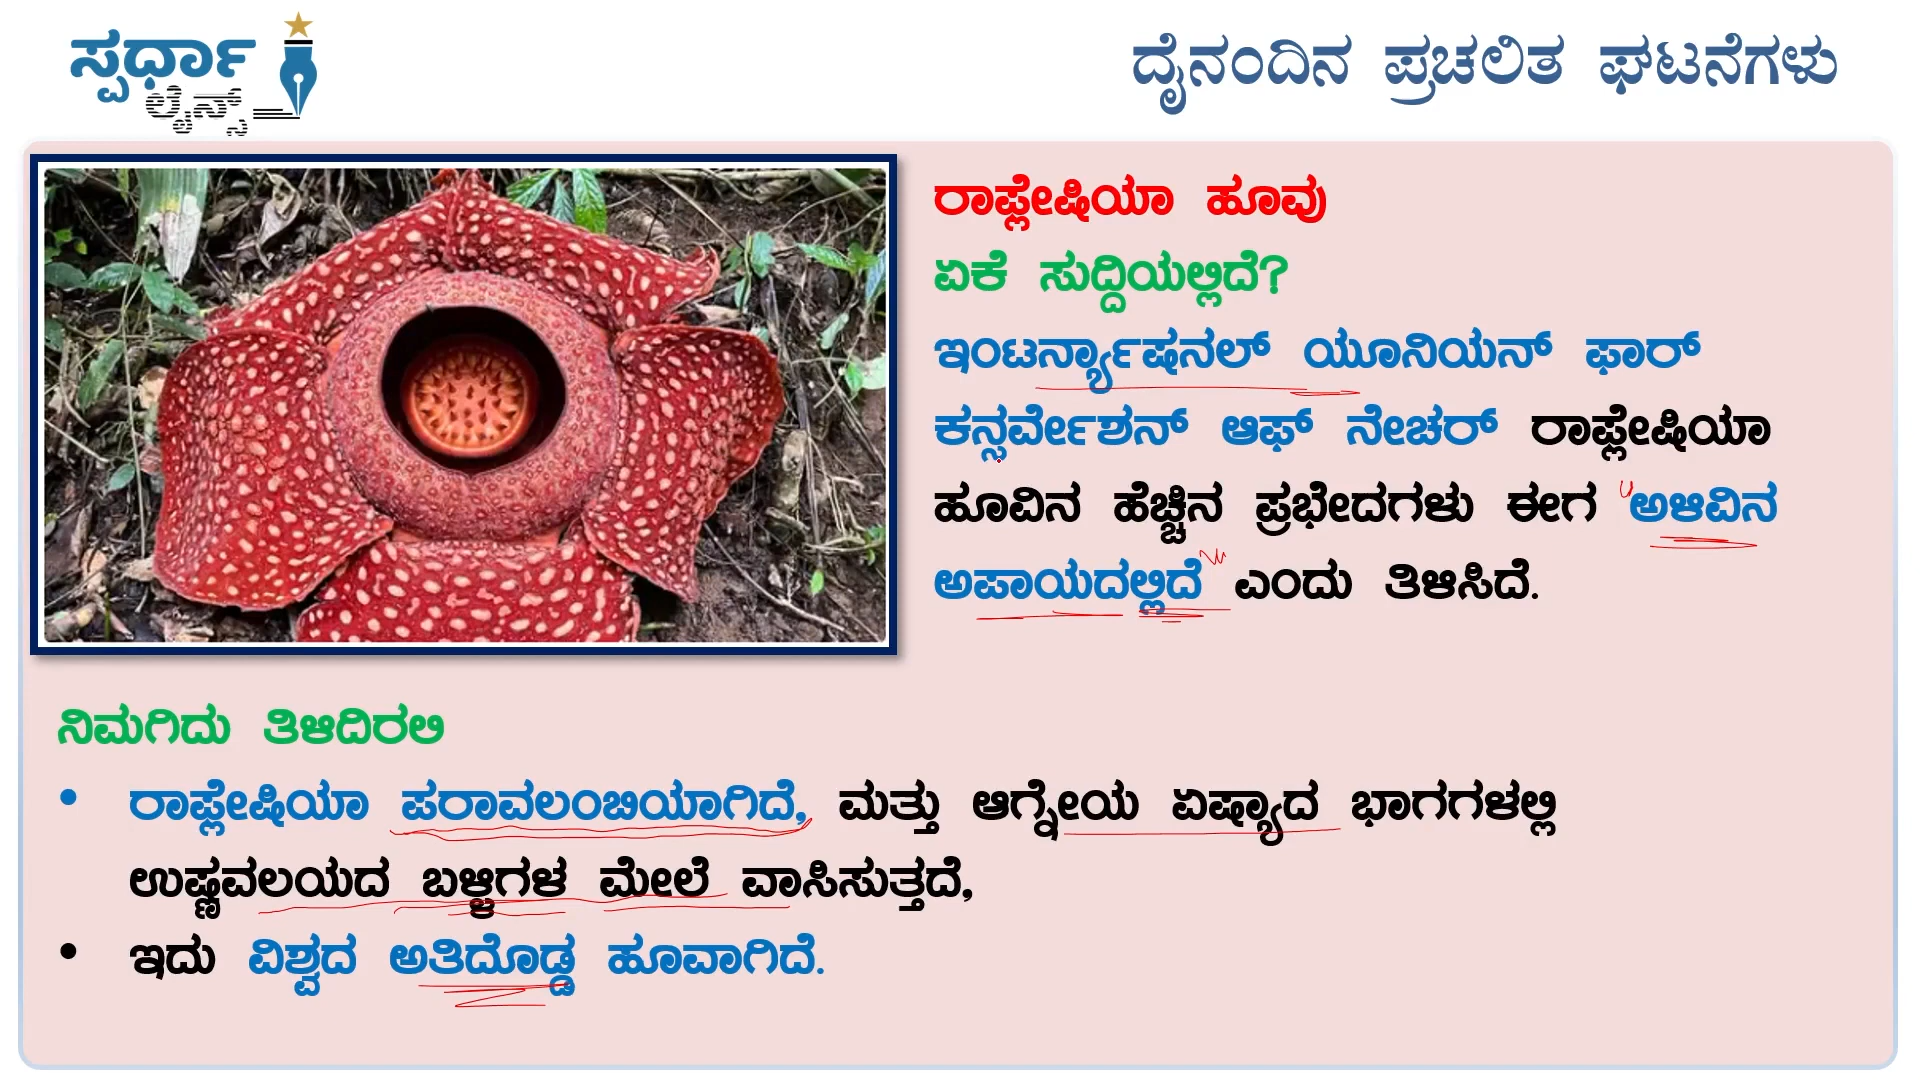 ಸ್ಪರ್ಧಾ
ಲೈನ್ಸ್
ದೈನಂದಿನ ಪ್ರಚಲಿತ ಘಟನೆಗಳು
ರಾಫ್ಲೇಷಿಯಾ ಹೂವು
ಏಕೆ ಸುದ್ದಿಯಲ್ಲಿದೆ?
ಇಂಟರ್ನ್ಯಾಷನಲ್ ಯೂನಿಯನ್ ಫಾರ್
ಕನ್ಸರ್ವೇಶನ್ ಆಫ್ ನೇಚರ್ ರಾಫ್ಲೇಷಿಯಾ
ಹೂವಿನ ಹೆಚ್ಚಿನ ಪ್ರಭೇದಗಳು ಈಗ ಅಳಿವಿನ
ಅಪಾಯದಲ್ಲಿದೆ ಎಂದು ತಿಳಿಸಿದೆ.
ನಿಮಗಿದು ತಿಳಿದಿರಲಿ
• ರಾಫ್ಲೇಷಿಯಾ ಪರಾವಲಂಬಿಯಾಗಿದೆ, ಮತ್ತು ಆಗ್ನೇಯ ಏಷ್ಯಾದ ಭಾಗಗಳಲ್ಲಿ
ಉಷ್ಣವಲಯದ ಬಳ್ಳಿಗಳ ಮೇಲೆ ವಾಸಿಸುತ್ತದೆ,
• ಇದು ವಿಶ್ವದ ಅತಿದೊಡ್ಡ ಹೂವಾಗಿದೆ.